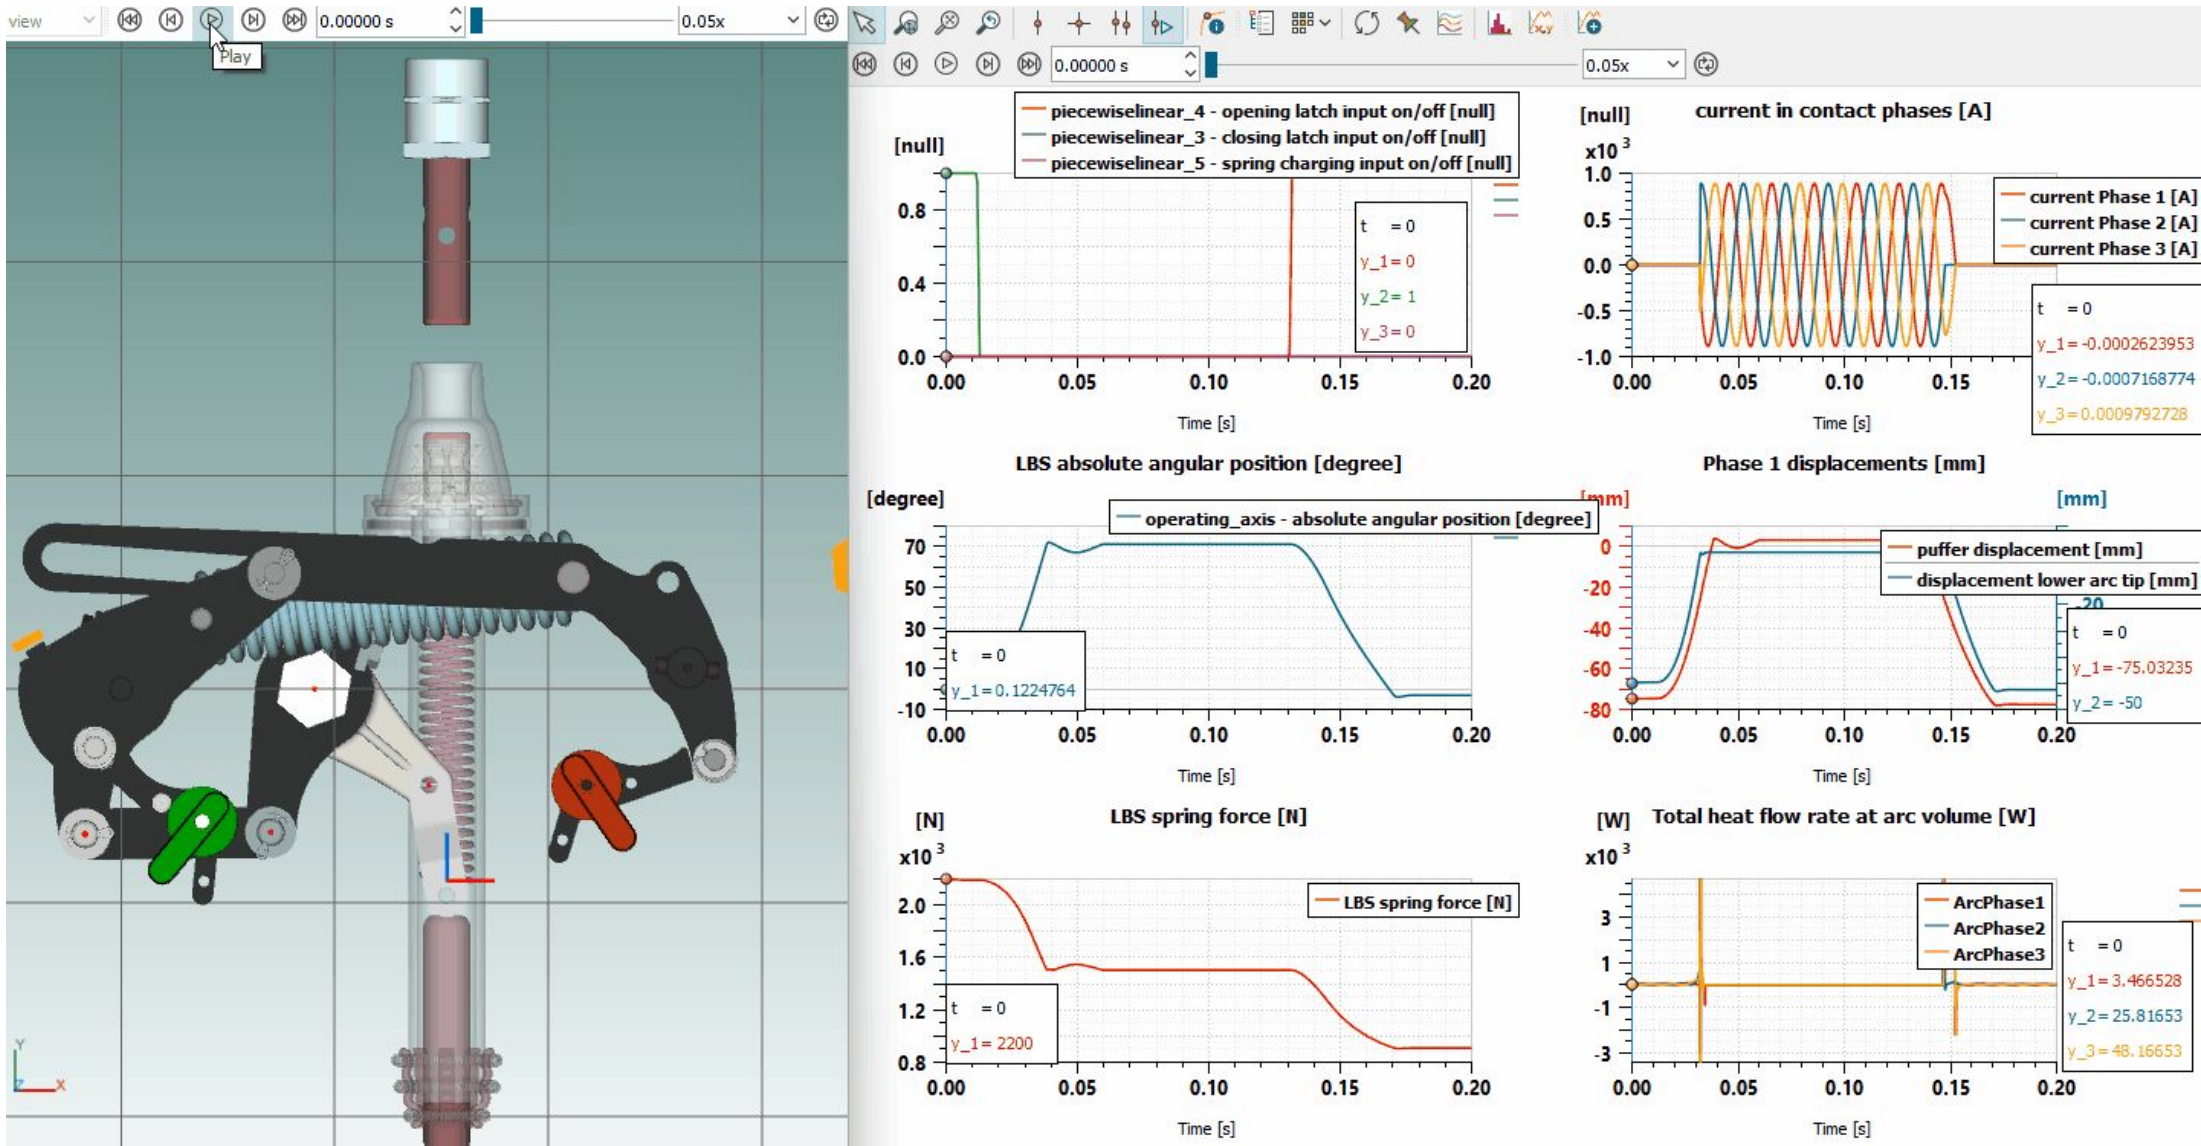 view
0.00000 s
0.05x
Play
0.00000 s
0.05x
[null]
piecewiselinear_4 - opening latch input on/off [null]
piecewiselinear_3 - closing latch input on/off [null]
piecewiselinear_5 - spring charging input on/off [null]
0.8
0.4
0.0
t = 0
y_1= 0
y_2= 1
y_3= 0
0.00 0.05 0.10 0.15 0.20
Time [s]
[null]
current in contact phases [A]
x10 3
1.0
0.5
0.0
-0.5
-1.0
current Phase 1 [A]
current Phase 2 [A]
current Phase 3 [A]
t = 0
y_1=-0.0002623953
y_2=-0.0007168774
y_3=0.0009792728
0.00 0.05 0.10 0.15
Time [s]
LBS absolute angular position [degree]
[degree]
operating_axis - absolute angular position [degree]
70
50
30
10
-10
t = 0
y_1=0.1224764
0.00 0.05 0.10 0.15 0.20
Time [s]
Phase 1 displacements [mm]
[mm]
[mm]
0
-20
-40
-60
-80
puffer displacement [mm]
displacement lower arc tip [mm]
-20
t = 0
y_1=-75.03235
y_2= -50
0.00 0.05 0.10 0.15 0.20
Time [s]
[N]
LBS spring force [N]
x10 3
2.0
1.6
1.2
0.8
LBS spring force [N]
t = 0
y_1= 2200
0.00 0.05 0.10 0.15 0.20
Time [s]
[W]
Total heat flow rate at arc volume [W]
x10 3
3
1
-1
-3
ArcPhase1
ArcPhase2
ArcPhase3
t = 0
y_1=3.466528
y_2=25.81653
y_3=48.16653
0.00 0.05 0.10 0.15 0.20
Time [s]
Y
Z
X